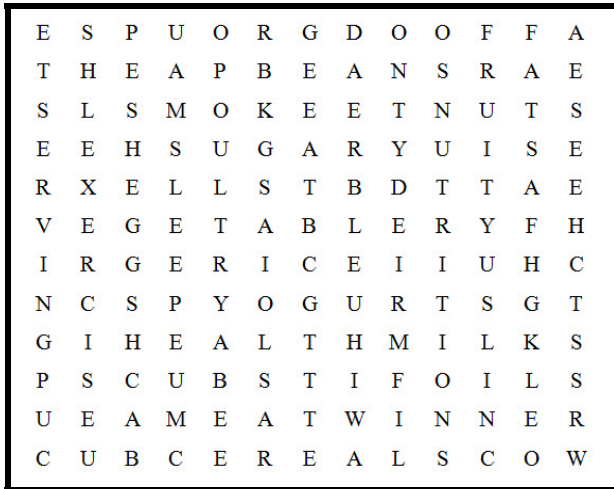 E S P U O R G D O O F F A
T H E A P B E A N S R A E
S L S M O K E E T N U T S
E E H S U G A R Y U I S E
R X E L L S T B D T T A E
V E G E T A B L E R Y F H
I R G E R I C E I I U H C
N C S P Y O G U R T S G T
G I H E A L T H M I L K S
P S C U B S T I F O I L S
U E A M E A T W I N N E R
C U B C E R E A L S C O W